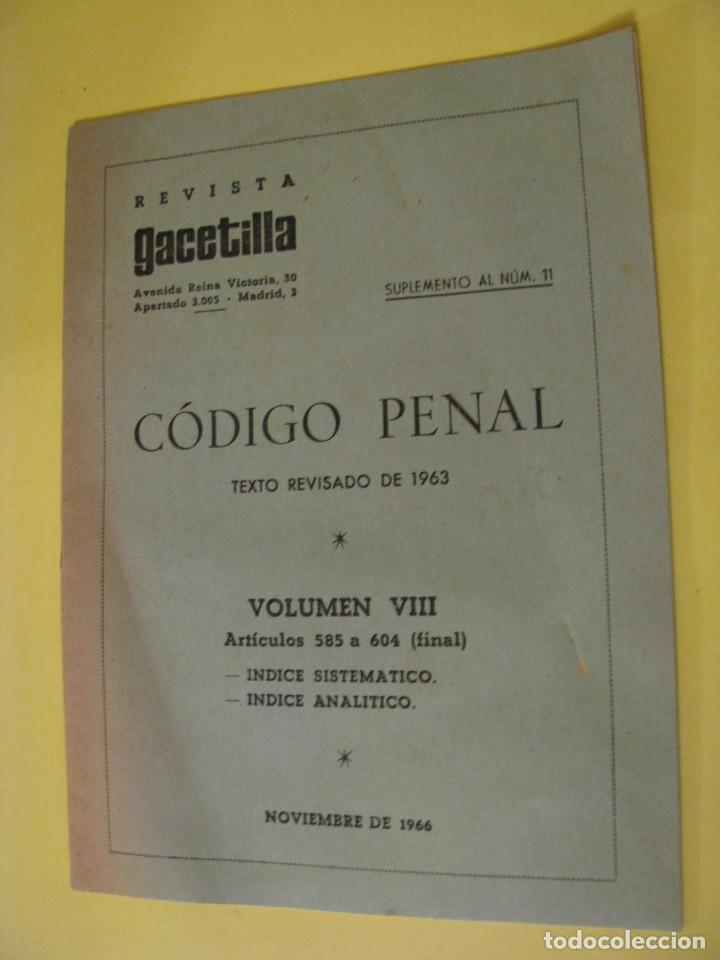 REVISTA
gacetilla
Avenida Reina Victoria, 30
Apartado 3.005 - Madrid, 3
SUPLEMENTO AL NÚM. 11
CÓDIGO PENAL
TEXTO REVISADO DE 1963
*
VOLUMEN VIII
Artículos 585 a 604 (final)
— INDICE SISTEMATICO.
— INDICE ANALITICO.
*
NOVIEMBRE DE 1966
todocoleccion